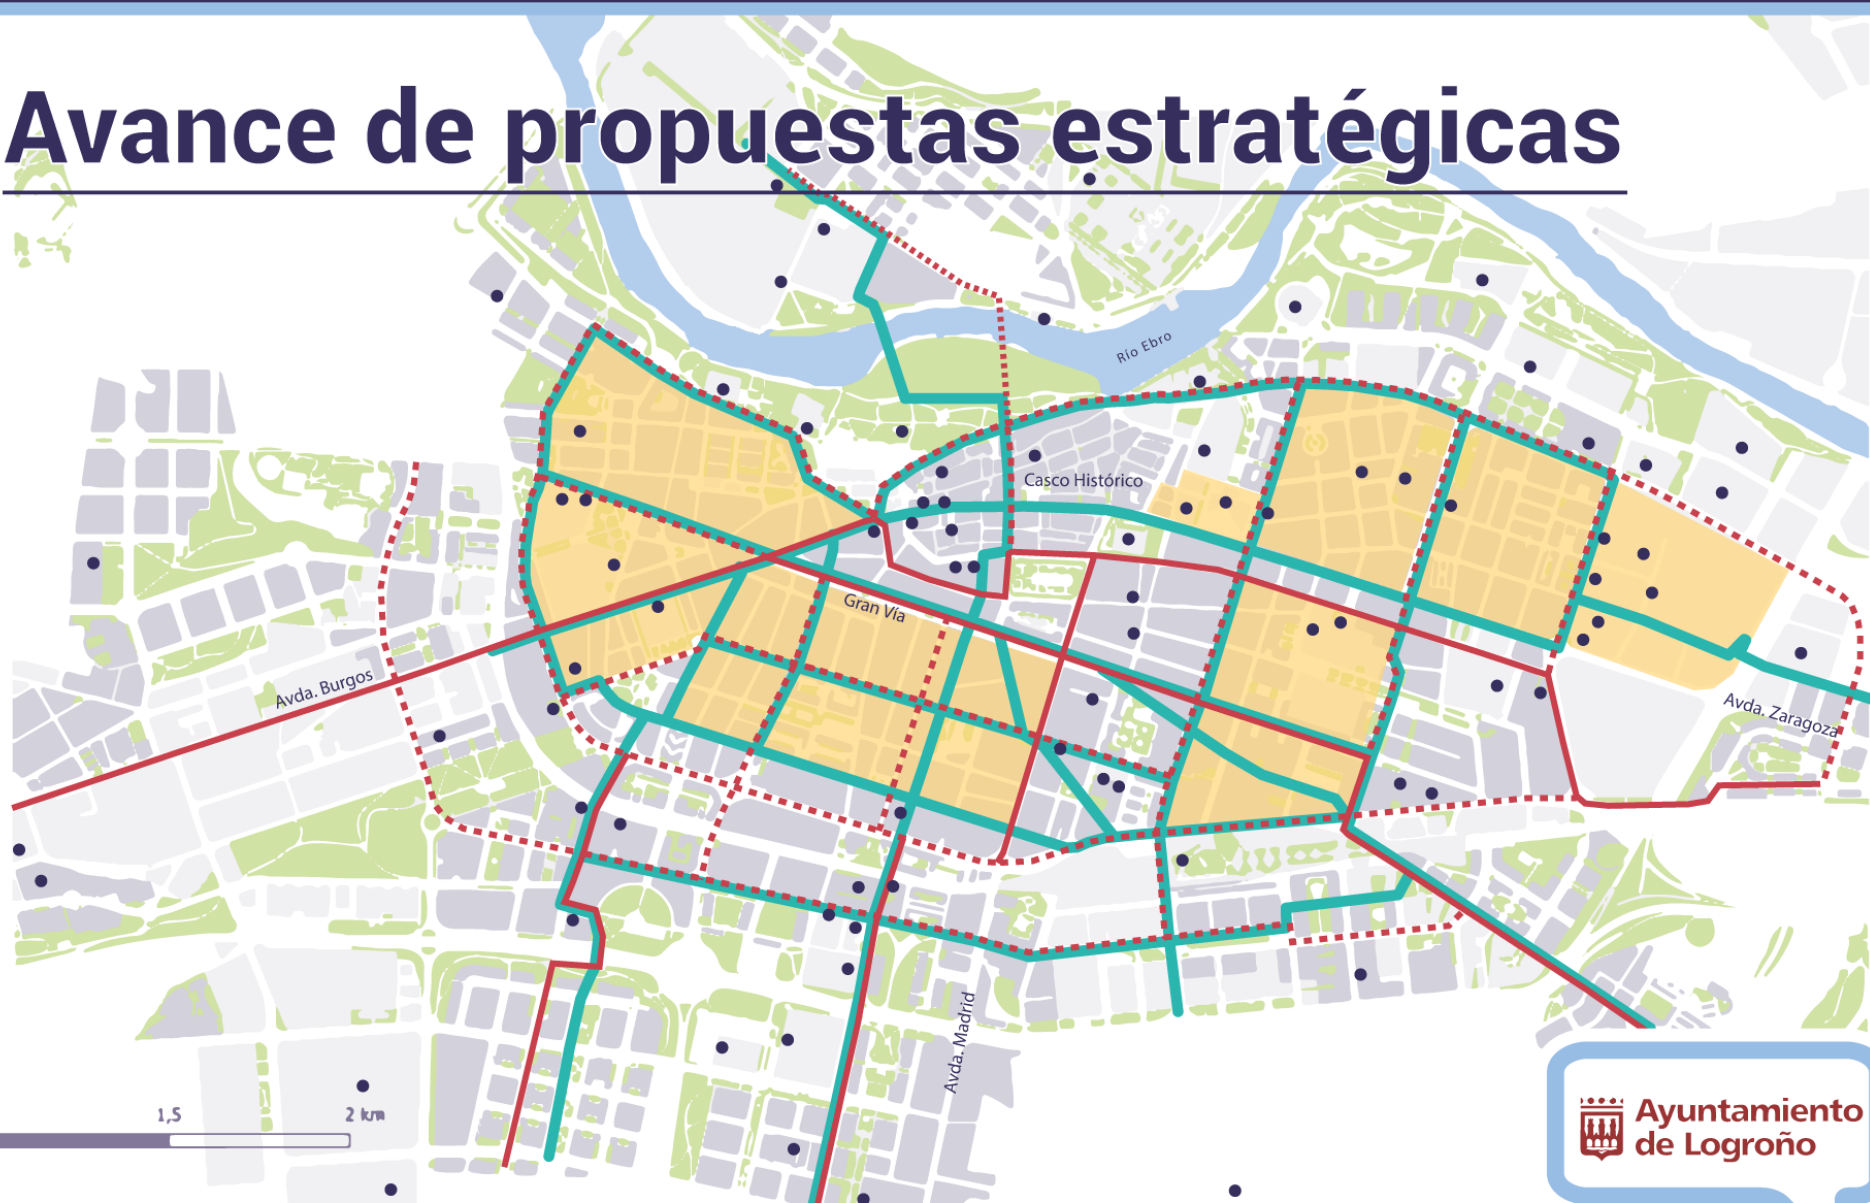 Avance de propuestas estratégicas
Río Ebro
Casco Histórico
Gran Vía
Avda. Burgos
Avda. Zaragoza
Avda. Madrid
1,5
2 km
Ayuntamiento
de Logroño